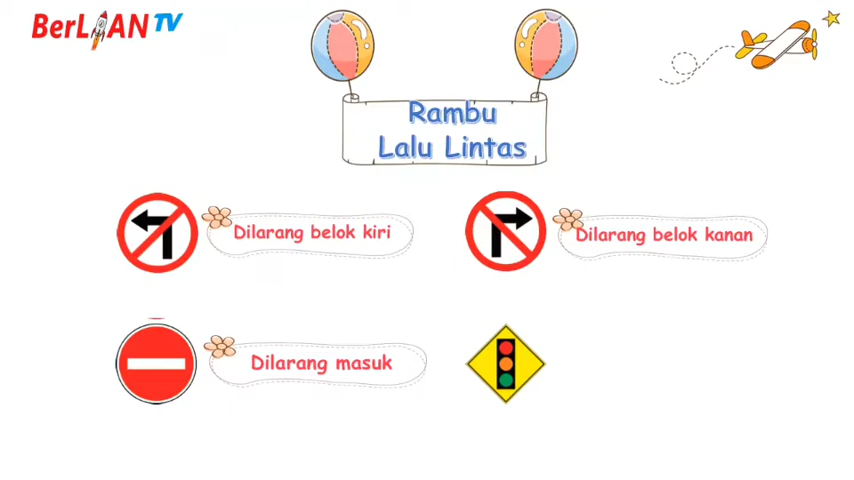 BerLIAN TV
Rambu
Lalu Lintas
Dilarang belok kiri
Dilarang belok kanan
Dilarang masuk